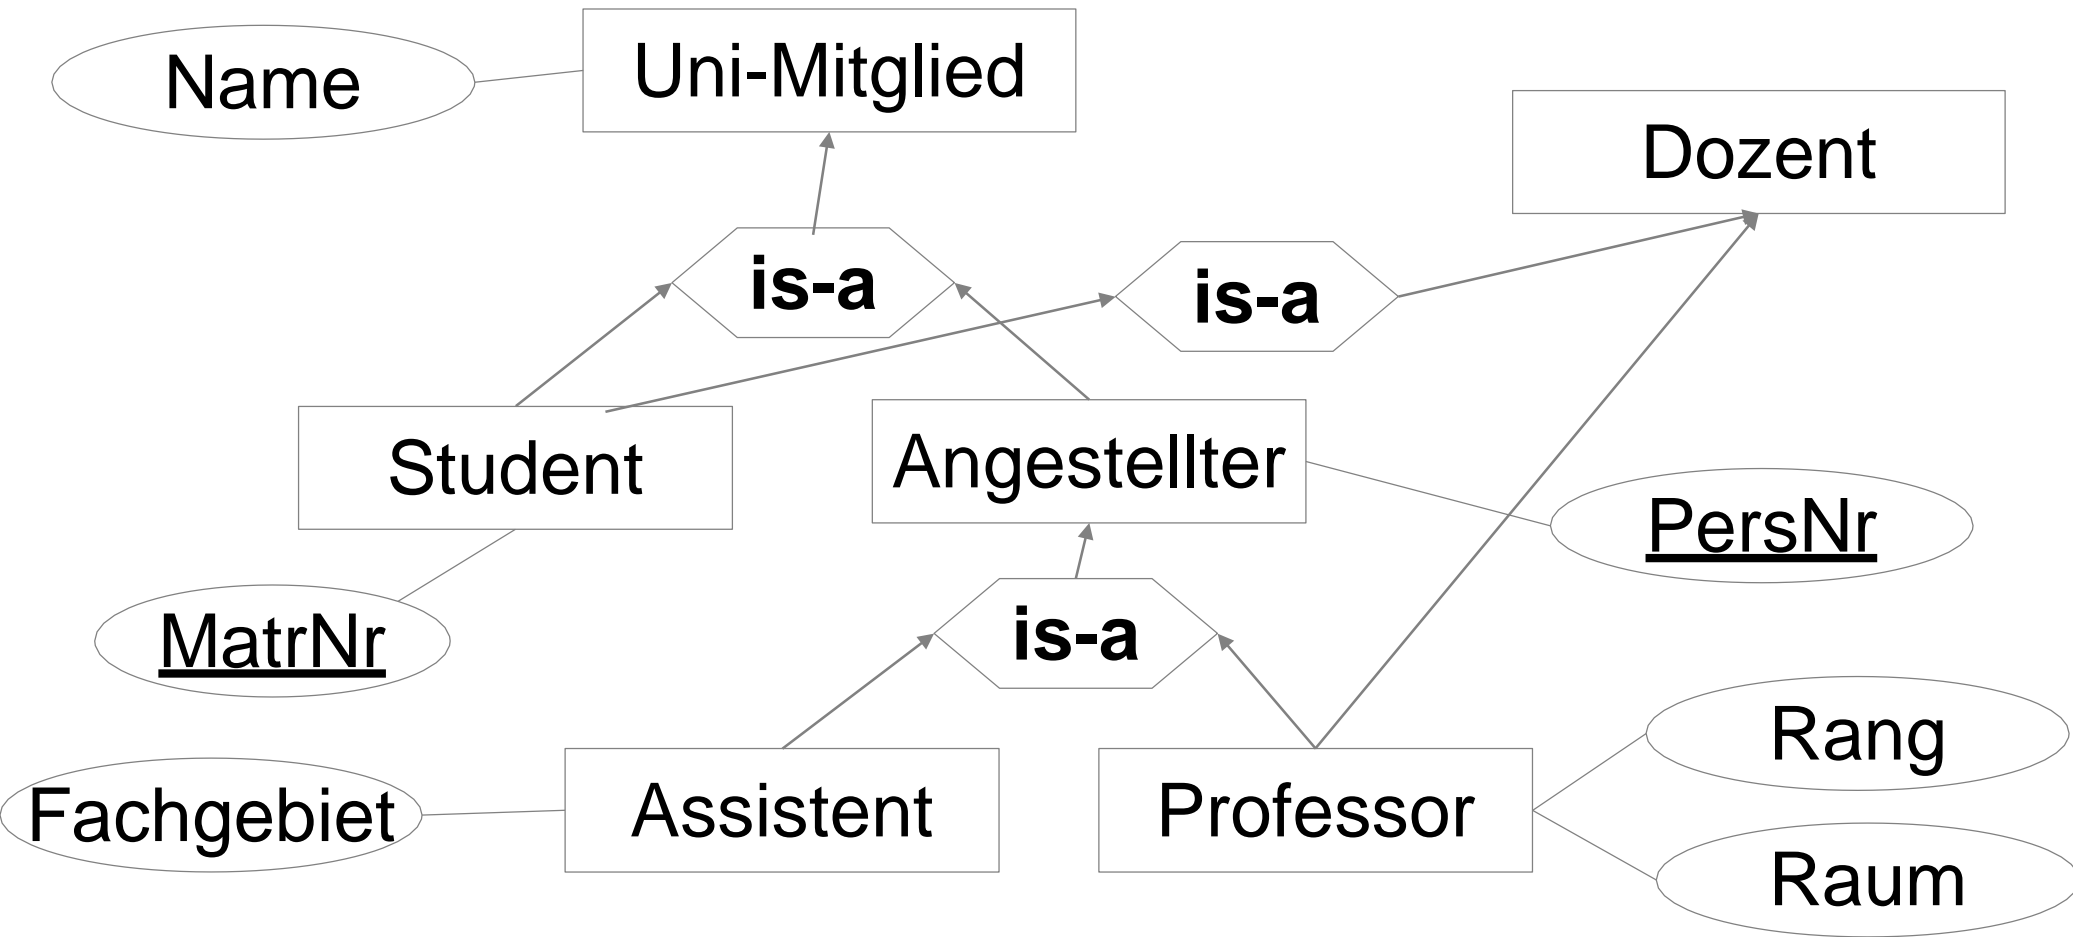 Name
Uni-Mitglied
Dozent
is-a
is-a
Student
Angestellter
PersNr
MatrNr
is-a
Rang
Fachgebiet
Assistent
Professor
Raum